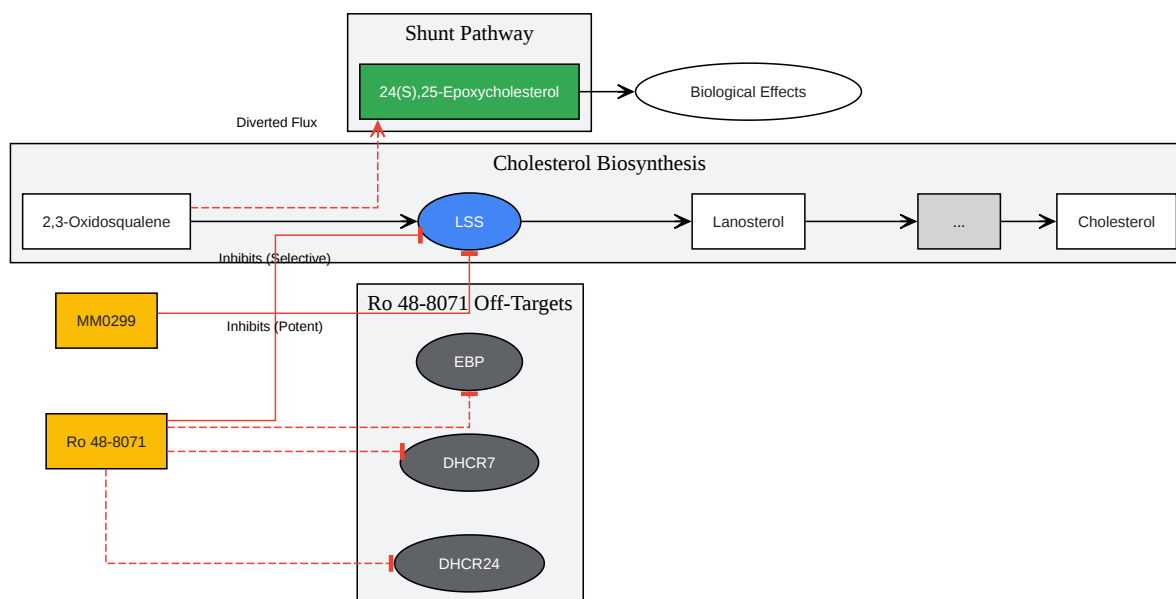 Shunt Pathway
24(S),25-Epoxycholesterol
Biological Effects
Diverted Flux
Cholesterol Biosynthesis
2,3-Oxidosqualene
LSS
Lanosterol
...
Cholesterol
Inhibits (Selective)
MM0299
Ro 48-8071 Off-Targets
Inhibits (Potent)
EBP
Ro 48-8071
DHCR7
DHCR24